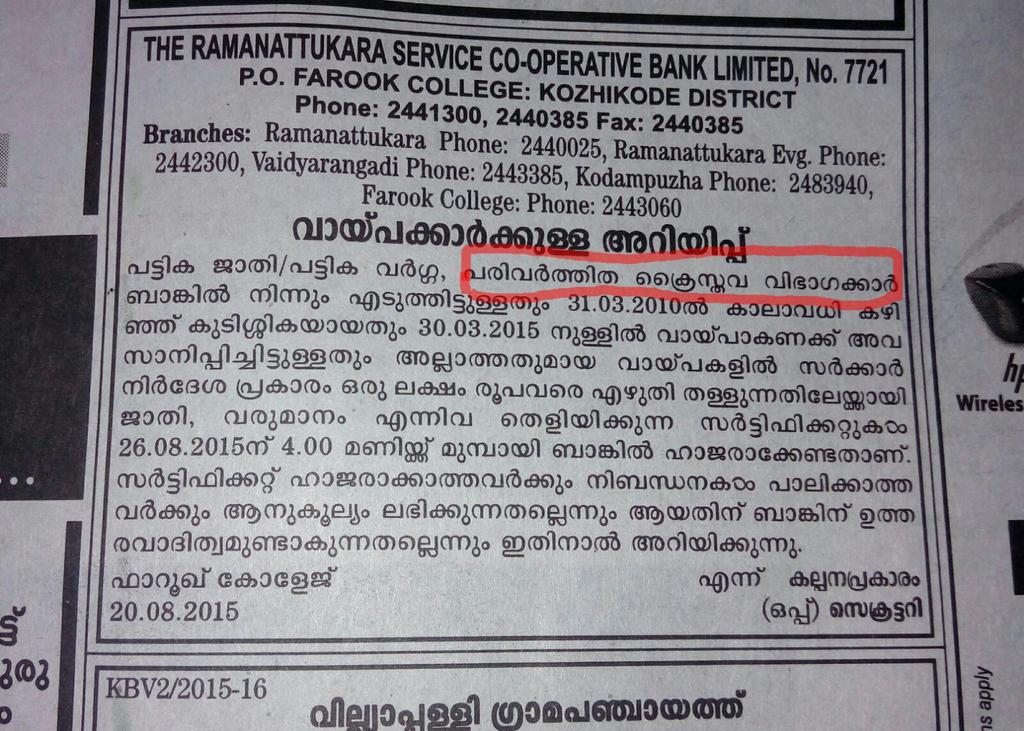 THE RAMANATTUKARA SERVICE CO-OPERATIVE BANK LIMITED, No. 7721
P.O. FAROOK COLLEGE: KOZHIKODE DISTRICT
Phone: 2441300, 2440385 Fax: 2440385
Branches: Ramanattukara Phone: 2440025, Ramanattukara Evg. Phone:
2442300, Vaidyarangadi Phone: 2443385, Kodampuzha Phone: 2483940,
Farook College: Phone: 2443060
വായ്പക്കാർക്കുള്ള അറിയിപ്പ്
പട്ടിക ജാതി/പട്ടിക വർഗ്ഗ, പരിവർത്തിത ക്രൈസ്തവ വിഭാഗക്കാർ
ബാങ്കിൽ നിന്നും എടുത്തിട്ടുള്ളതും 31.03.2010ൽ കാലാവധി കഴി
ഞ്ഞ് കുടിശ്ശികയായതും 30.03.2015 നുള്ളിൽ വായ്പാകണക്ക് അവ
സാനിപ്പിച്ചിട്ടുള്ളതും അല്ലാത്തതുമായ വായ്പകളിൽ സർക്കാർ
നിർദേശ പ്രകാരം ഒരു ലക്ഷം രൂപവരെ എഴുതി തള്ളുന്നതിലേയ്ക്കായി
ജാതി, വരുമാനം എന്നിവ തെളിയിക്കുന്ന സർട്ടിഫിക്കറ്റുകൾ
26.08.2015ന് 4.00 മണിയ്ക്ക് മുമ്പായി ബാങ്കിൽ ഹാജരാക്കേണ്ടതാണ്.
സർട്ടിഫിക്കറ്റ് ഹാജരാക്കാത്തവർക്കും നിബന്ധനകൾ പാലിക്കാത്ത
വർക്കും ആനുകൂല്യം ലഭിക്കുന്നതല്ലെന്നും ആയതിന് ബാങ്കിന് ഉത്ത
രവാദിത്വമുണ്ടാകുന്നതല്ലെന്നും ഇതിനാൽ അറിയിക്കുന്നു.
ഫാറൂഖ് കോളേജ് എന്ന് കല്പനപ്രകാരം
20.08.2015 (ഒപ്പ്) സെക്രട്ടറി
KBV2/2015-16
വില്ല്യാപ്പള്ളി ഗ്രാമപഞ്ചായത്ത്
hp
Wireles
ns apply